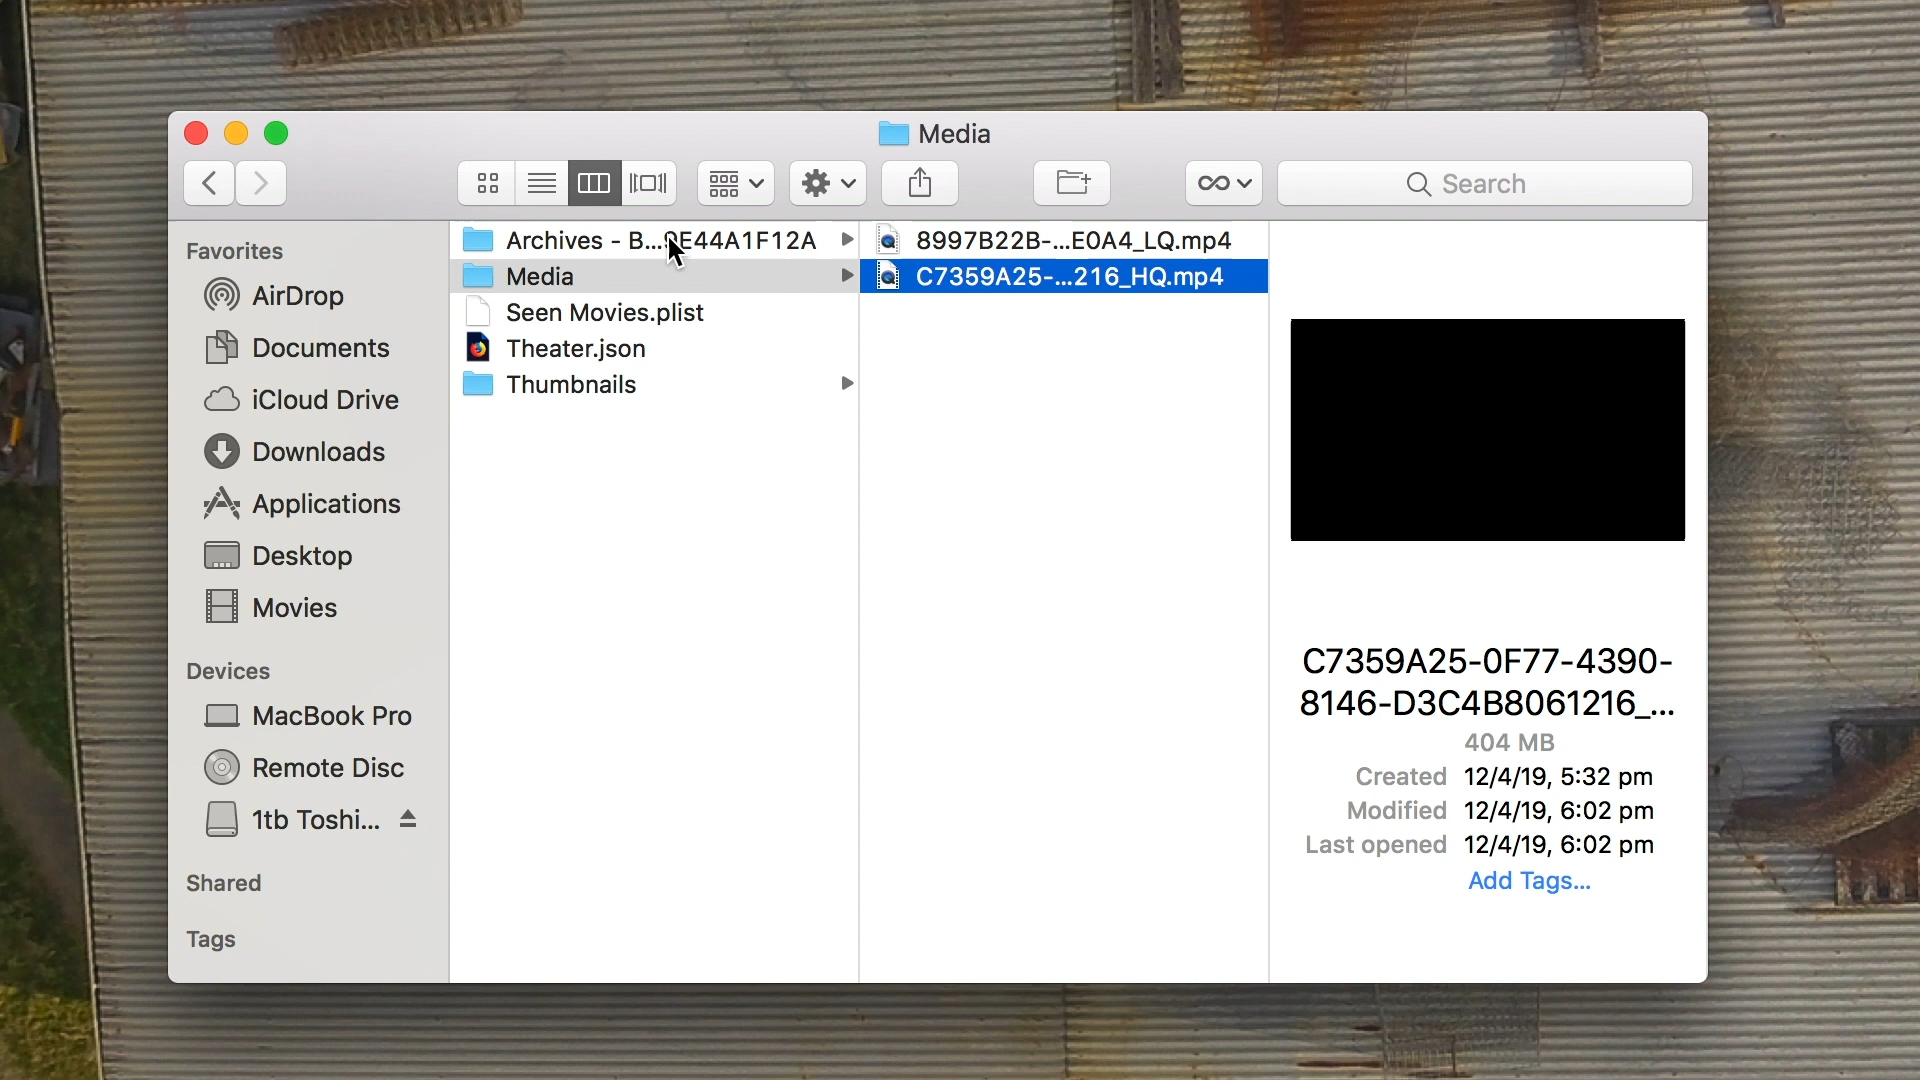 Media
Search
Favorites
AirDrop
Documents
iCloud Drive
Downloads
Applications
Desktop
Movies
Devices
MacBook Pro
Remote Disc
1tb Toshi...
Shared
Tags
Archives - B...9E44A1F12A
Media
Seen Movies.plist
Theater.json
Thumbnails
8997B22B-...E0A4_LQ.mp4
C7359A25-...216_HQ.mp4
C7359A25-0F77-4390-
8146-D3C4B8061216_...
404 MB
Created 12/4/19, 5:32 pm
Modified 12/4/19, 6:02 pm
Last opened 12/4/19, 6:02 pm
Add Tags...